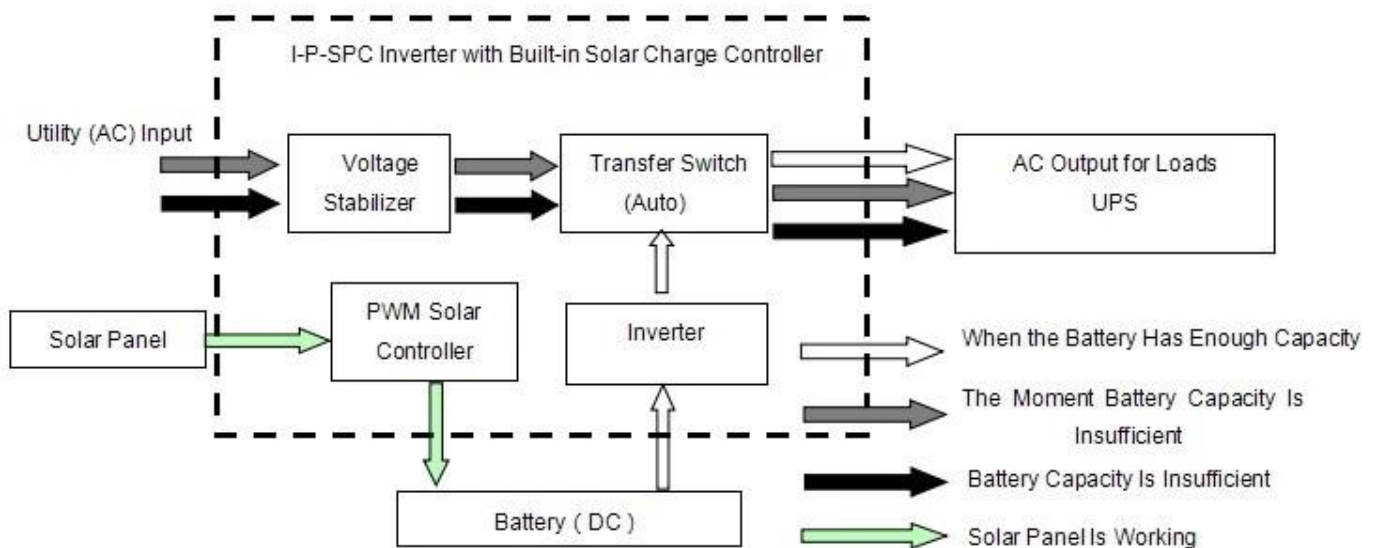 I-P-SPC Inverter with Built-in Solar Charge Controller
Utility (AC) Input
Voltage
Stabilizer
Transfer Switch
(Auto)
AC Output for Loads
UPS
Solar Panel
PWM Solar
Controller
Inverter
Battery ( DC )
When the Battery Has Enough Capacity
The Moment Battery Capacity Is
Insufficient
Battery Capacity Is Insufficient
Solar Panel Is Working